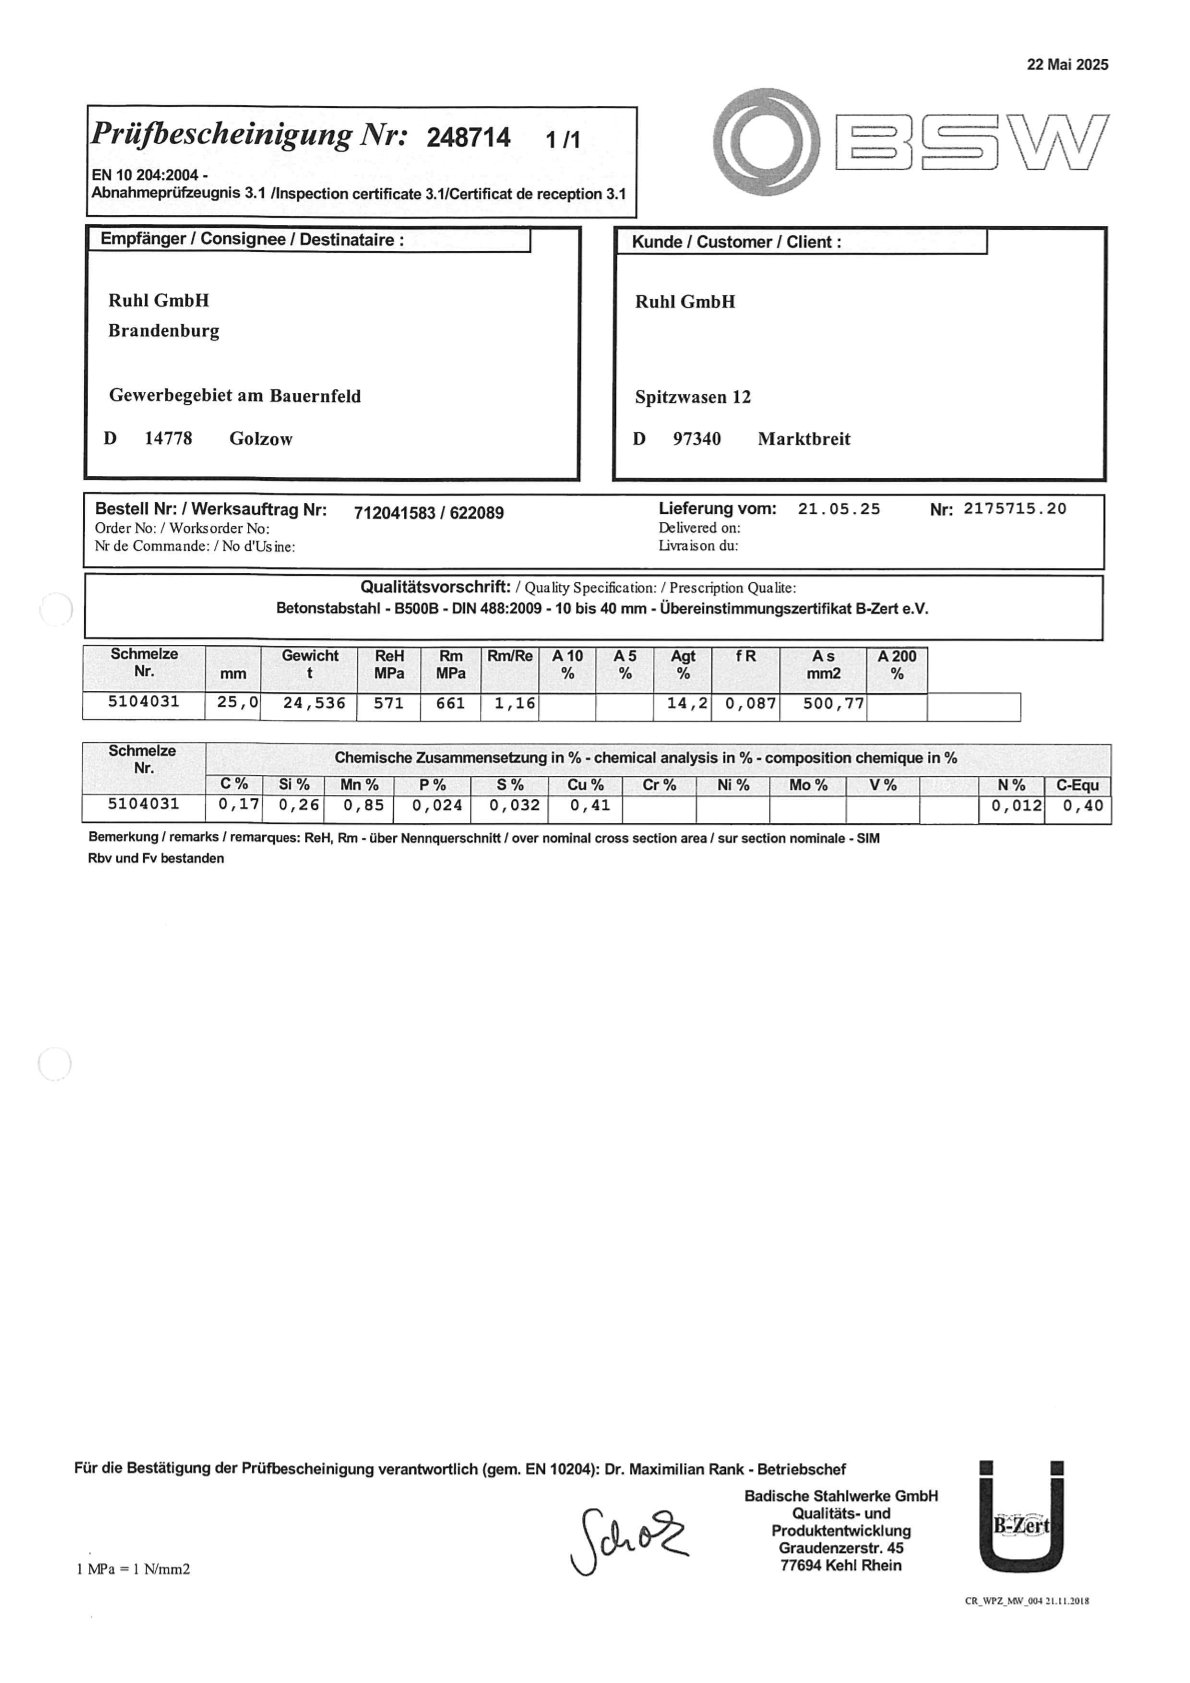 22 Mai 2025
Prüfbescheinigung Nr: 248714 1 /1
EN 10 204:2004 -
Abnahmeprüfzeugnis 3.1 /Inspection certificate 3.1/Certificat de reception 3.1
BSW
Empfänger / Consignee / Destinataire :
Ruhl GmbH
Brandenburg
Gewerbegebiet am Bauernfeld
D 14778 Golzow
Kunde / Customer / Client :
Ruhl GmbH
Spitzwasen 12
D 97340 Marktbreit
Bestell Nr: / Werksauftrag Nr: 712041583 / 622089 Lieferung vom: 21.05.25 Nr: 2175715.20
Order No: / Worksorder No: Delivered on:
Nr de Commande: / No d'Usine: Livraison du:
Qualitätsvorschrift: / Quality Specification: / Prescription Qualite:
Betonstabstahl - B500B - DIN 488:2009 - 10 bis 40 mm - Übereinstimmungszertifikat B-Zert e.V.
Schmelze Gewicht ReH Rm Rm/Re A 10 A 5 Agt f R A s A 200
Nr. mm t MPa MPa % % % mm2 %
5104031 25,0 24,536 571 661 1,16 14,2 0,087 500,77
Schmelze Chemische Zusammensetzung in % - chemical analysis in % - composition chemique in %
Nr.
C % Si % Mn % P % S % Cu % Cr % Ni % Mo % V % N % C-Equ
5104031 0,17 0,26 0,85 0,024 0,032 0,41 0,012 0,40
Bemerkung / remarks / remarques: ReH, Rm - über Nennquerschnitt / over nominal cross section area / sur section nominale - SIM
Rbv und Fv bestanden
Für die Bestätigung der Prüfbescheinigung verantwortlich (gem. EN 10204): Dr. Maximilian Rank - Betriebschef
Badische Stahlwerke GmbH
Qualitäts- und
Produktentwicklung
Graudenzerstr. 45
77694 Kehl Rhein
Scholz
B-Zert
1 MPa = 1 N/mm2
CR_WPZ_MW_004 21.11.2018